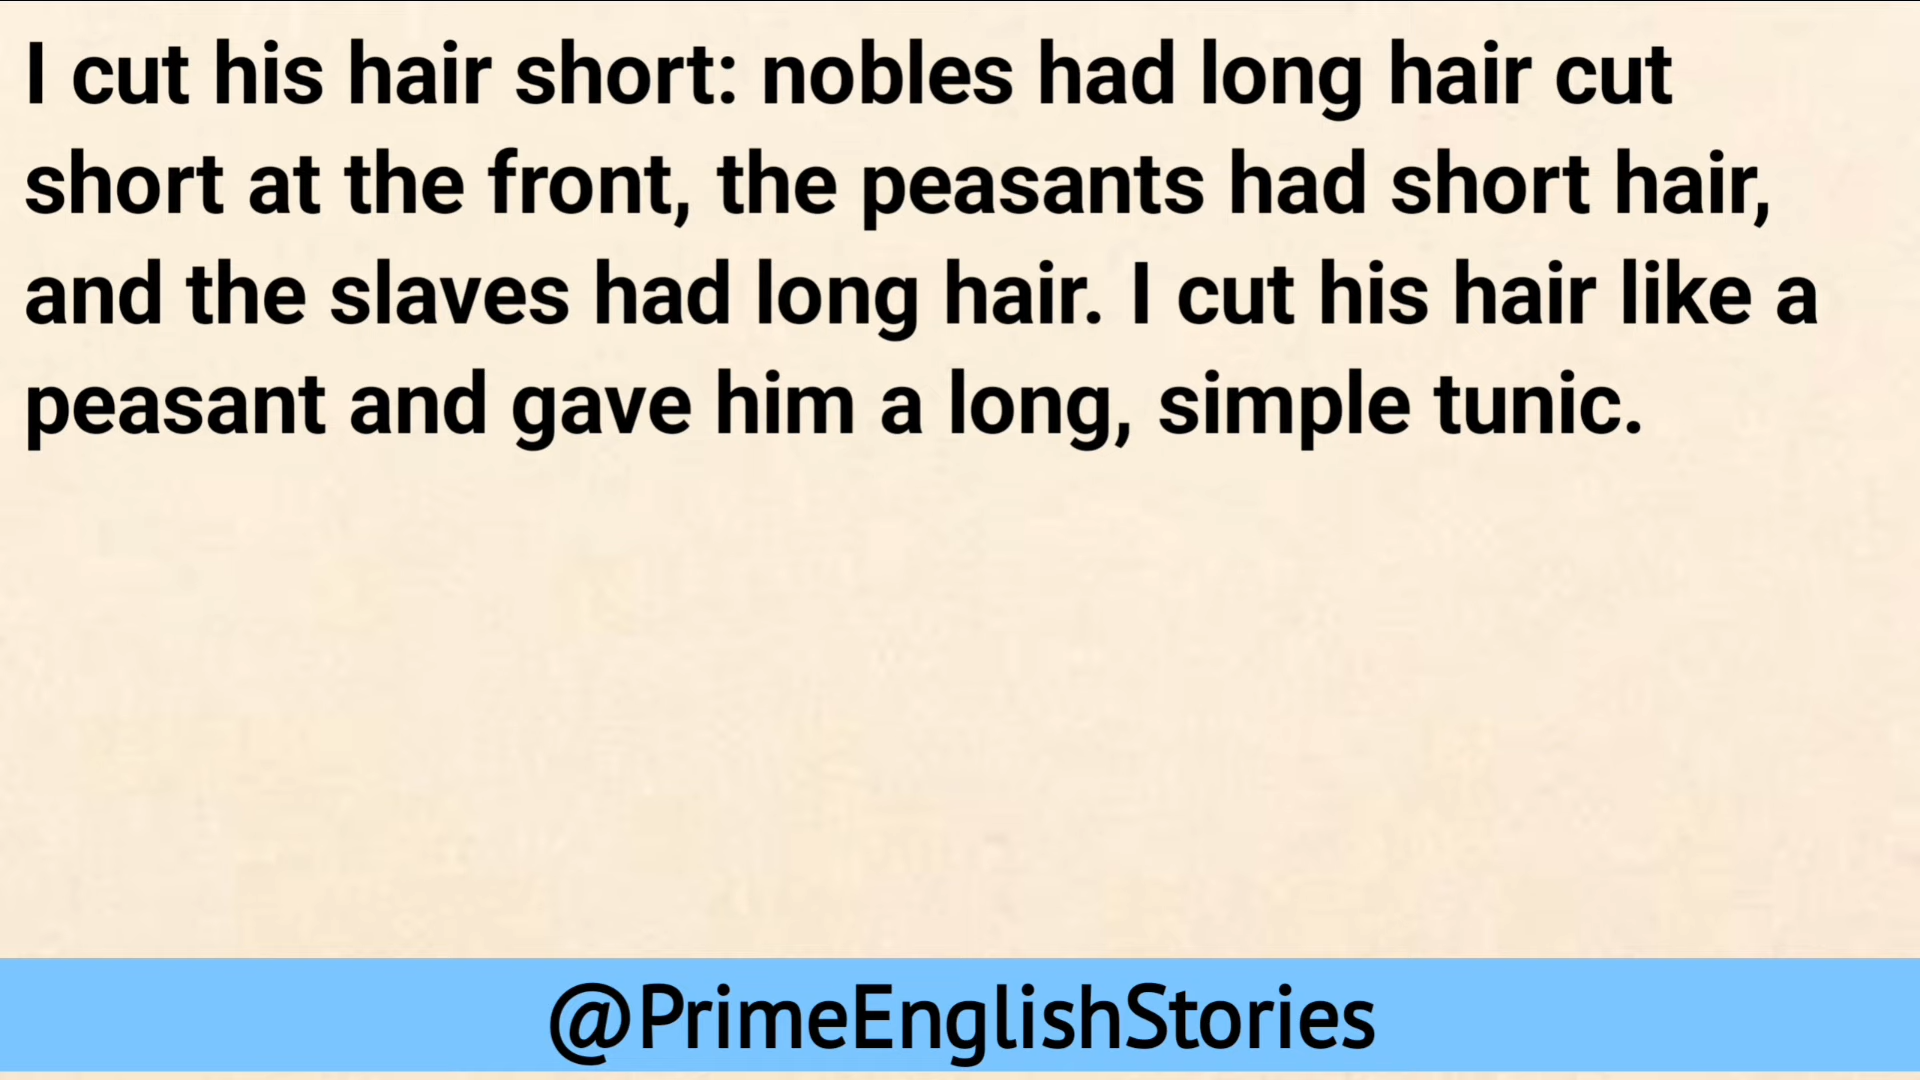 I cut his hair short: nobles had long hair cut
short at the front, the peasants had short hair,
and the slaves had long hair. I cut his hair like a
peasant and gave him a long, simple tunic.
@PrimeEnglishStories